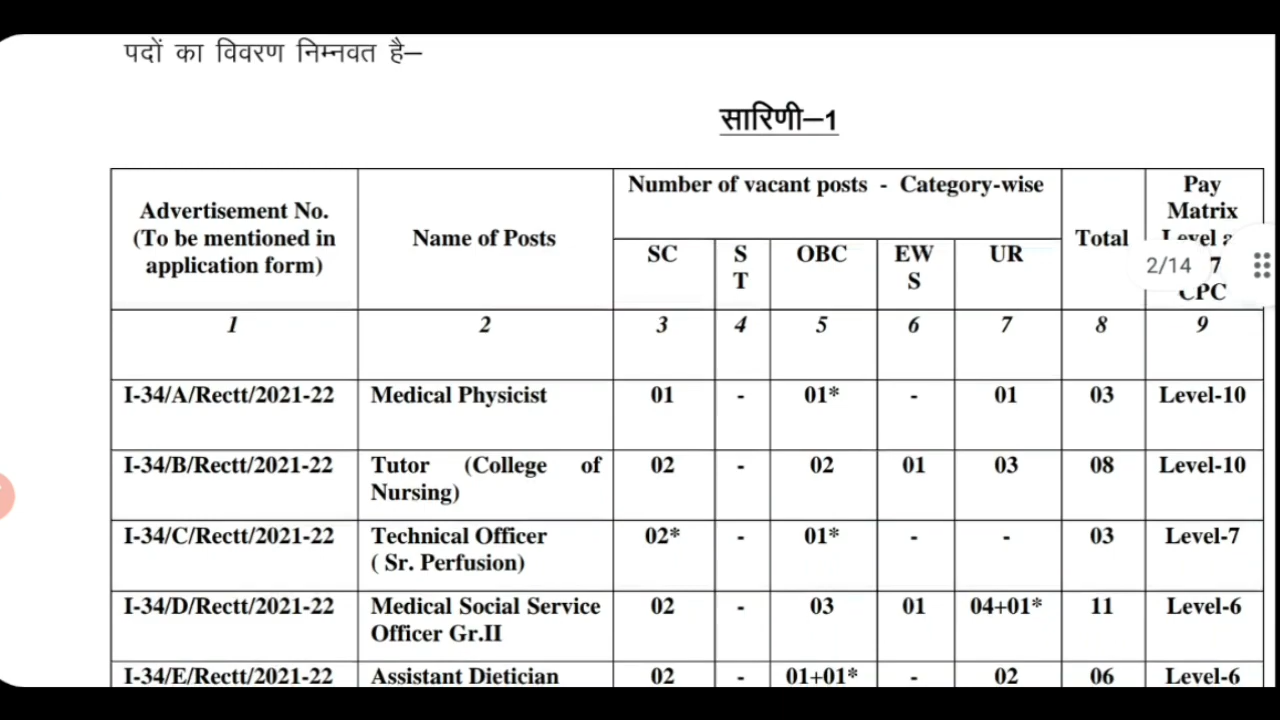 पदों का विवरण निम्नवत है–
सारिणी–1
Advertisement No. (To be mentioned in application form)
Name of Posts
Number of vacant posts - Category-wise
Total
Pay Matrix Level 7 CPC
SC
S T
OBC
EW S
UR
2/14
1 2 3 4 5 6 7 8 9
I-34/A/Rectt/2021-22 Medical Physicist 01 - 01* - 01 03 Level-10
I-34/B/Rectt/2021-22 Tutor (College of 02 - 02 01 03 08 Level-10
Nursing)
I-34/C/Rectt/2021-22 Technical Officer 02* - 01* - - 03 Level-7
( Sr. Perfusion)
I-34/D/Rectt/2021-22 Medical Social Service 02 - 03 01 04+01* 11 Level-6
Officer Gr.II
I-34/E/Rectt/2021-22 Assistant Dietician 02 - 01+01* - 02 06 Level-6